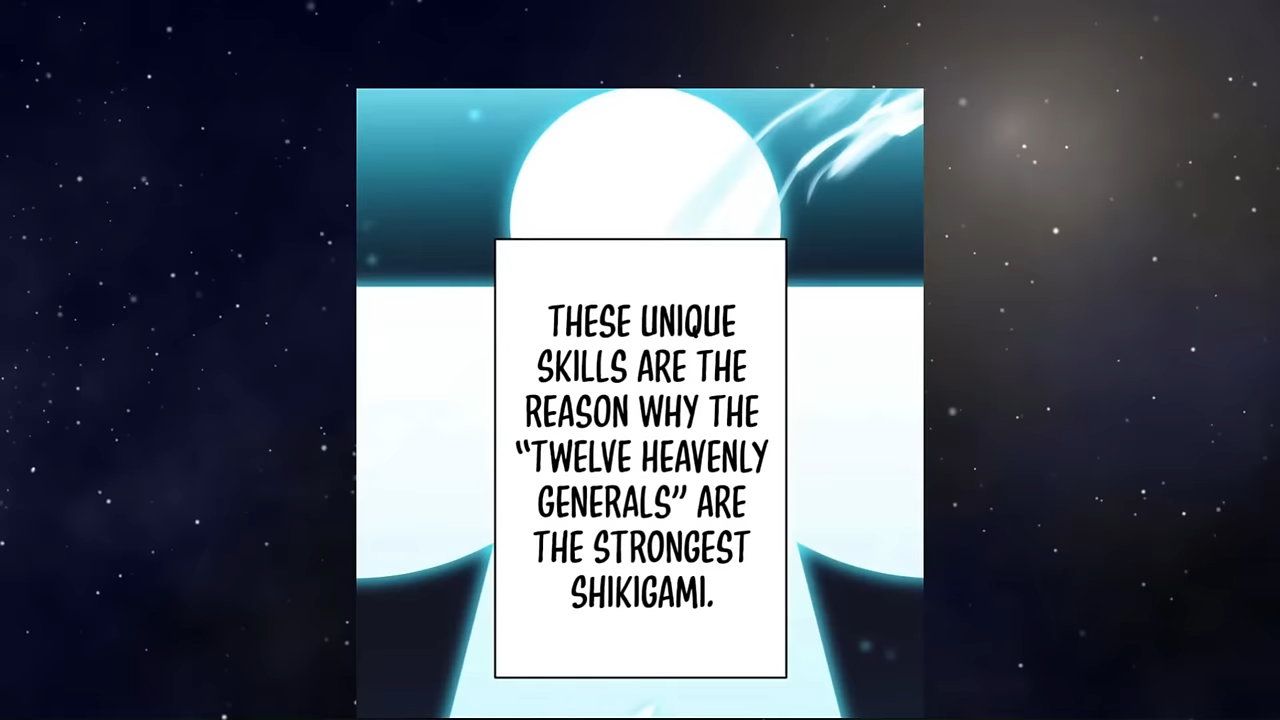 THESE UNIQUE
SKILLS ARE THE
REASON WHY THE
“TWELVE HEAVENLY
GENERALS” ARE
THE STRONGEST
SHIKIGAMI.